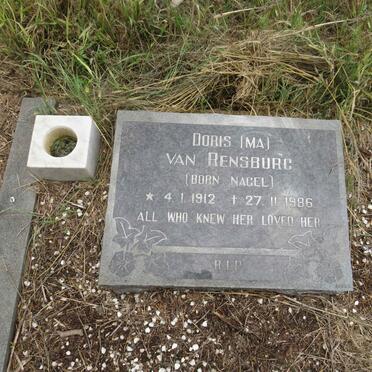 DORIS (MA)
VAN RENSBURG
(BORN NAGEL)
* 4.1.1912 † 27.11.1986
ALL WHO KNEW HER LOVED HER
R.I.P.